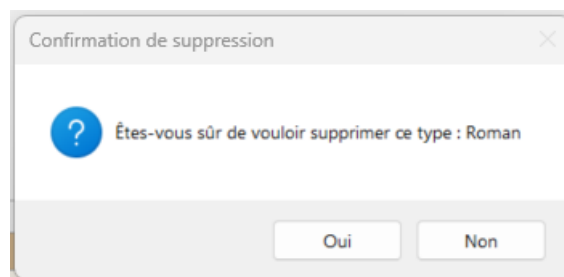 Confirmation de suppression
Êtes-vous sûr de vouloir supprimer ce type : Roman
Oui
Non